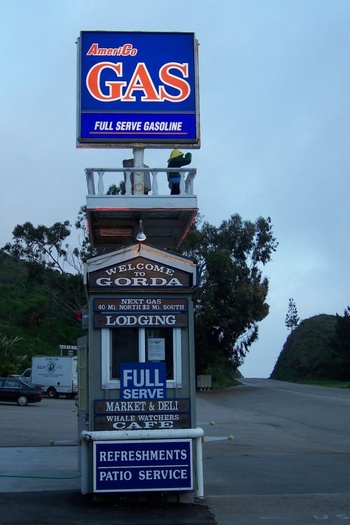 AmeriGo
GAS
FULL SERVE GASOLINE
WELCOME TO
GORDA
NEXT GAS
40 MI NORTH 12 MI SOUTH
LODGING
FULL
SERVE
MARKET & DELI
WHALE WATCHERS
CAFE
REFRESHMENTS
PATIO SERVICE